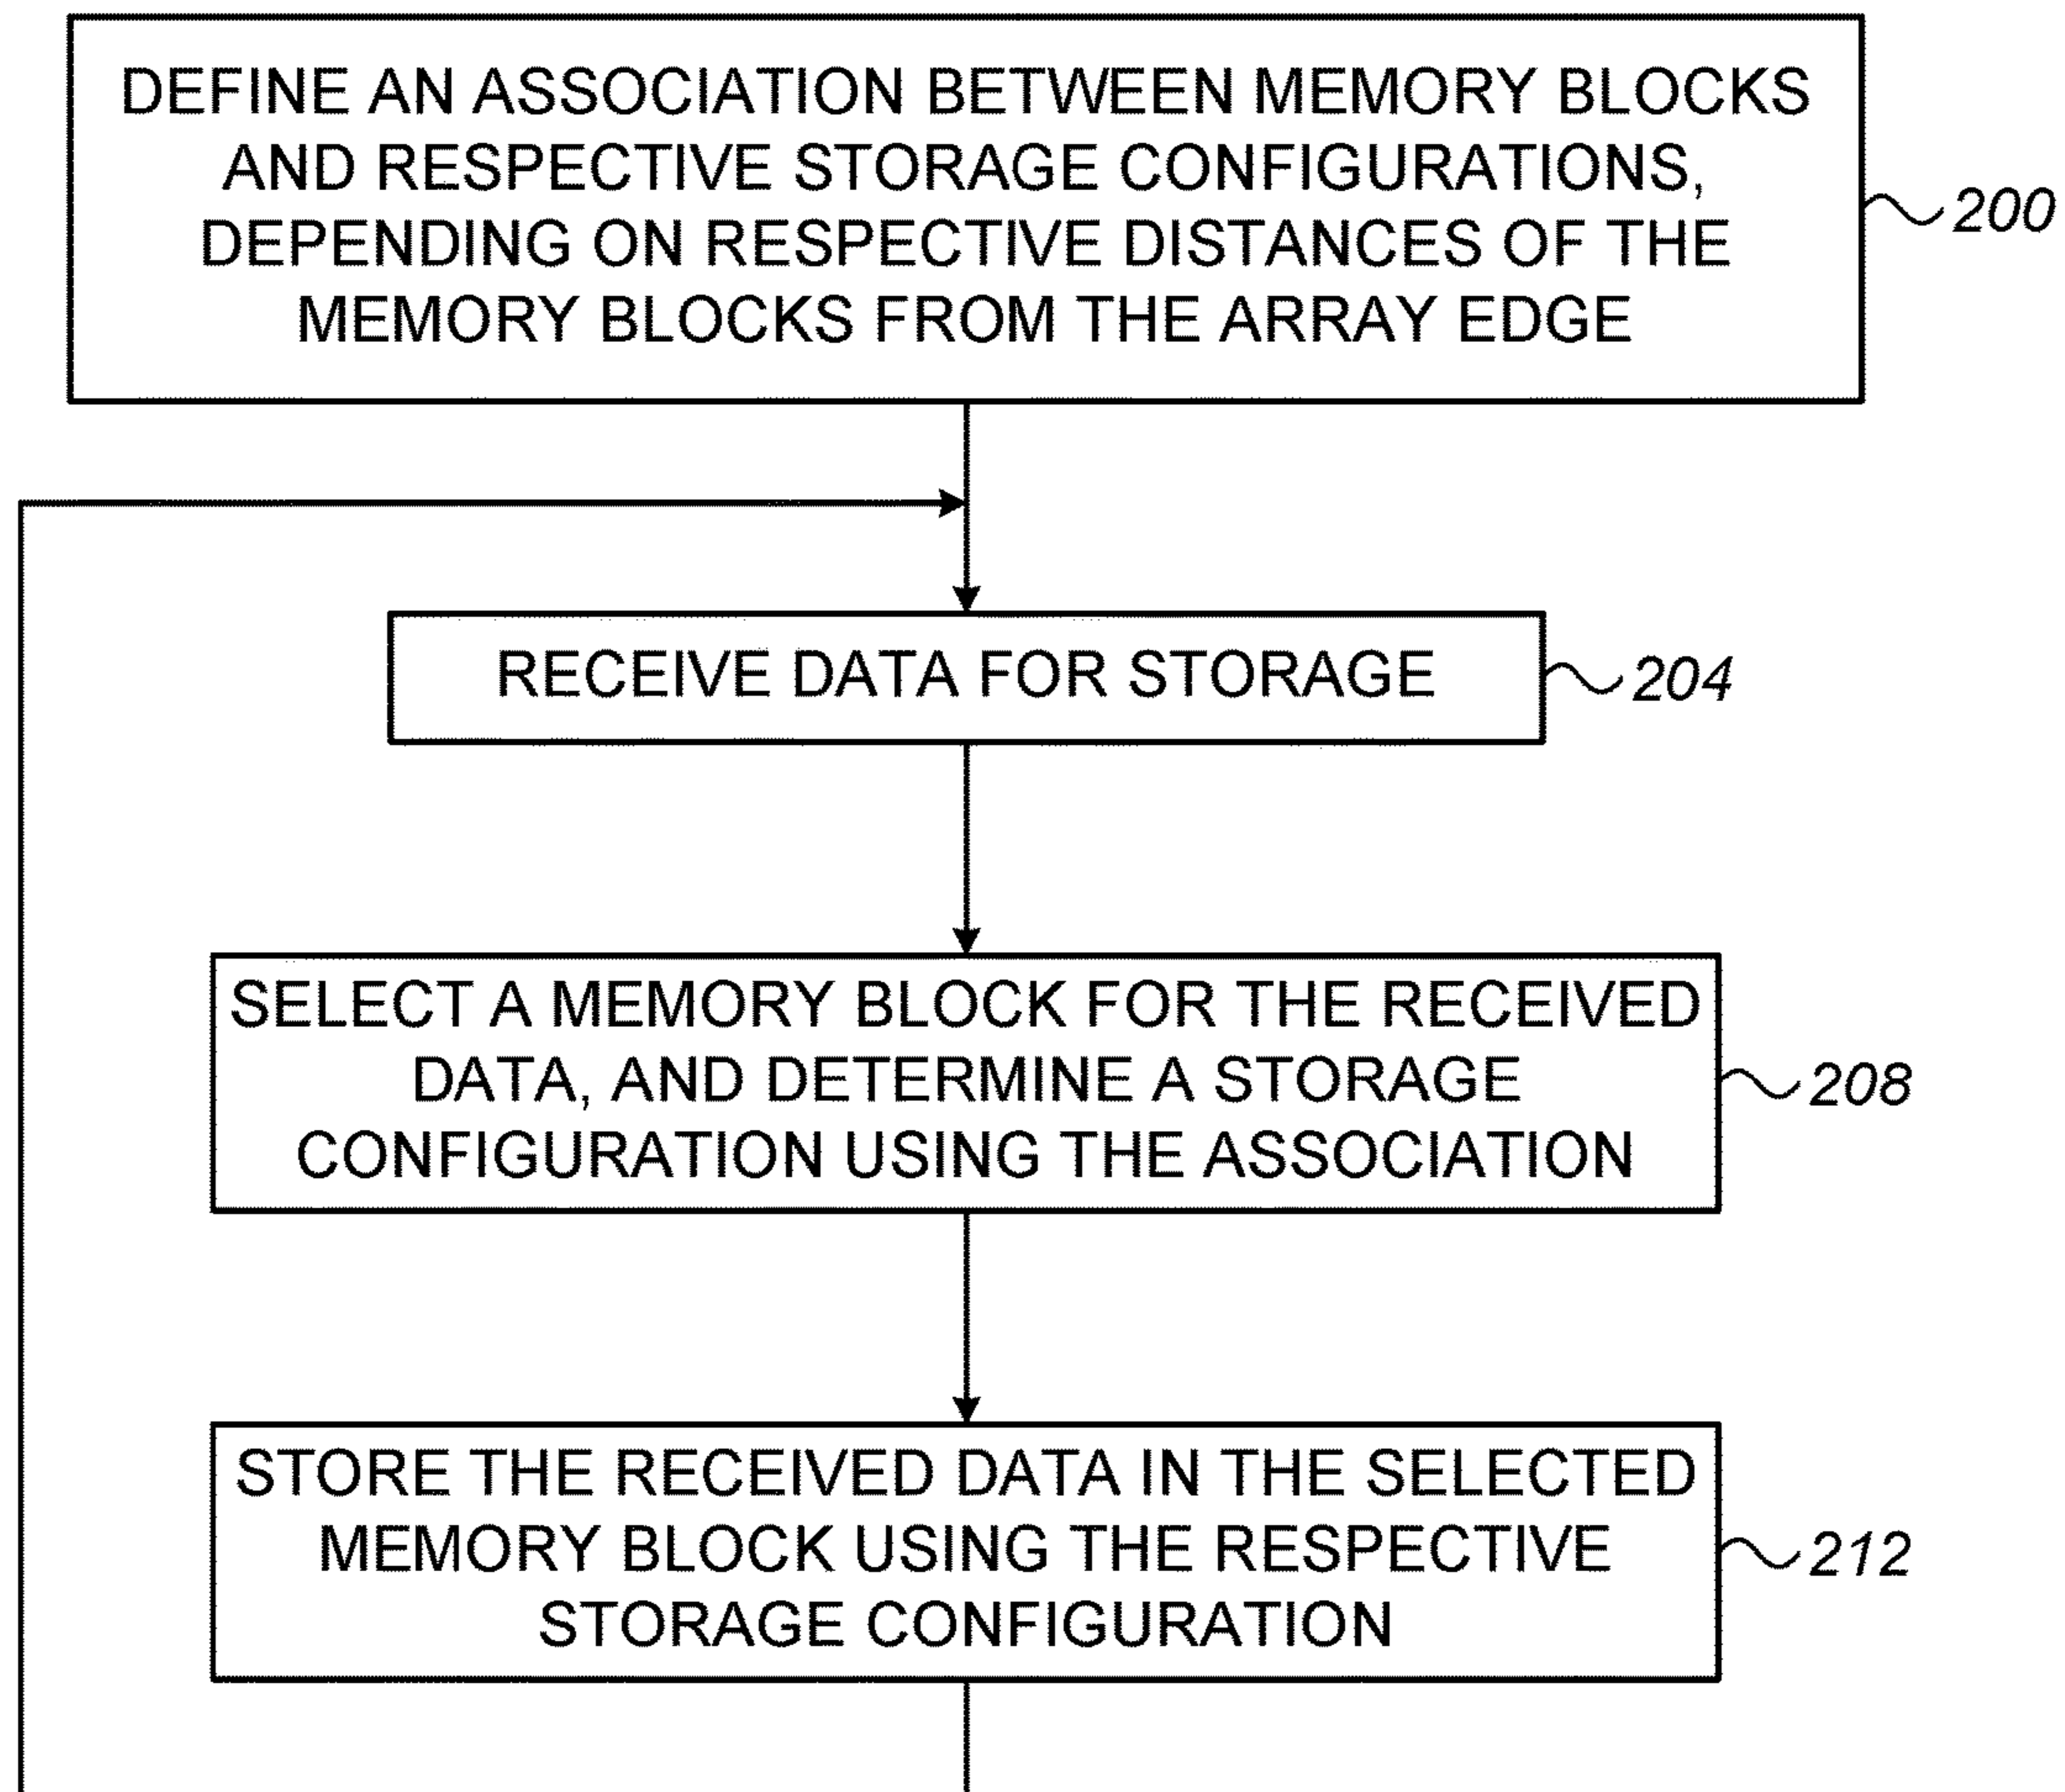 DEFINE AN ASSOCIATION BETWEEN MEMORY BLOCKS
AND RESPECTIVE STORAGE CONFIGURATIONS,
DEPENDING ON RESPECTIVE DISTANCES OF THE
MEMORY BLOCKS FROM THE ARRAY EDGE
200
RECEIVE DATA FOR STORAGE
204
SELECT A MEMORY BLOCK FOR THE RECEIVED
DATA, AND DETERMINE A STORAGE
CONFIGURATION USING THE ASSOCIATION
208
STORE THE RECEIVED DATA IN THE SELECTED
MEMORY BLOCK USING THE RESPECTIVE
STORAGE CONFIGURATION
212